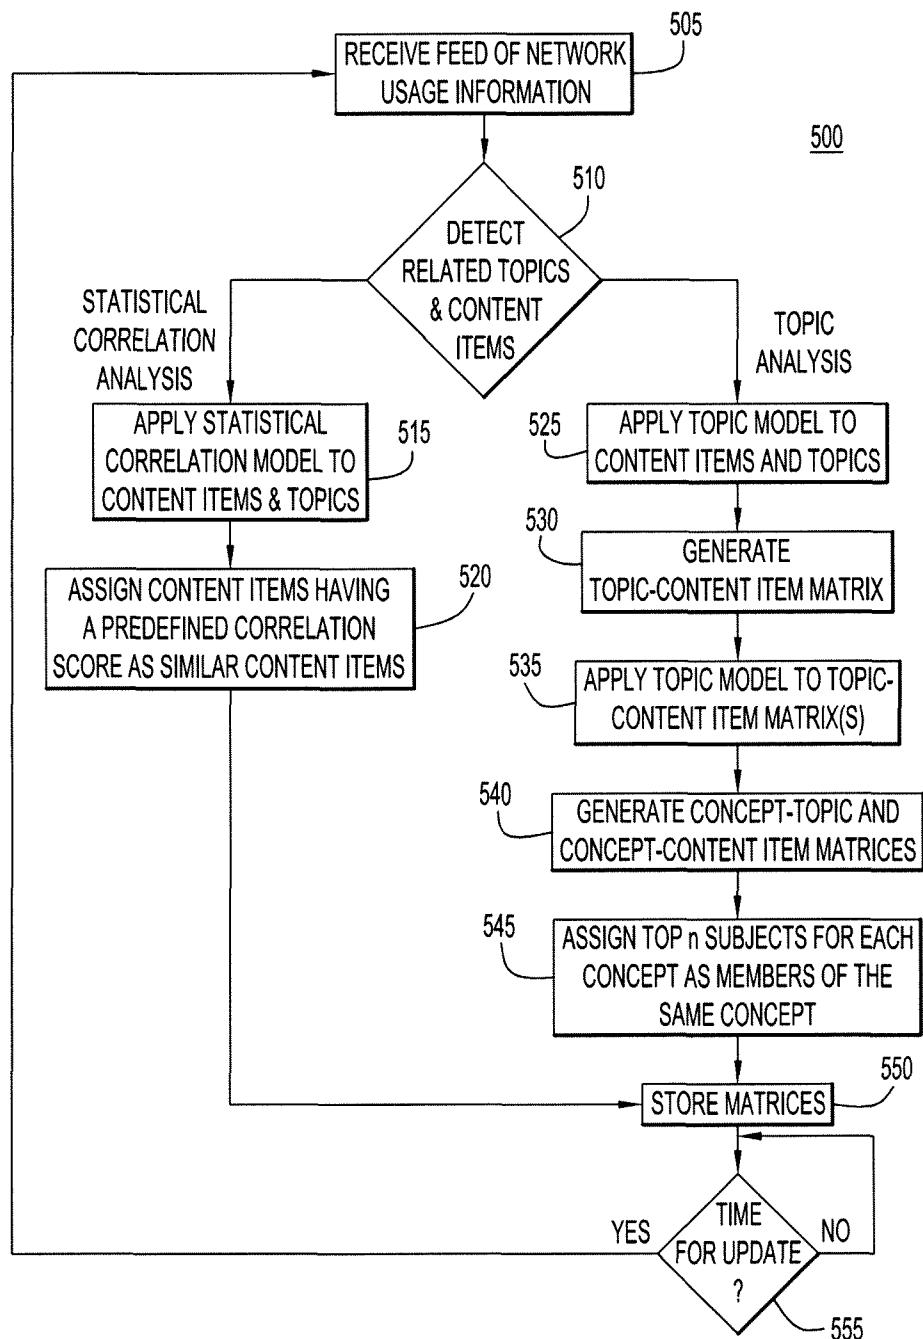 RECEIVE FEED OF NETWORK
USAGE INFORMATION
505
500
510
DETECT
RELATED TOPICS
& CONTENT
ITEMS
STATISTICAL
CORRELATION
ANALYSIS
TOPIC
ANALYSIS
APPLY STATISTICAL
CORRELATION MODEL TO
CONTENT ITEMS & TOPICS
515
525
APPLY TOPIC MODEL TO
CONTENT ITEMS AND TOPICS
530
GENERATE
TOPIC-CONTENT ITEM MATRIX
ASSIGN CONTENT ITEMS HAVING
A PREDEFINED CORRELATION
SCORE AS SIMILAR CONTENT ITEMS
520
535
APPLY TOPIC MODEL TO TOPIC-
CONTENT ITEM MATRIX(S)
540
GENERATE CONCEPT-TOPIC AND
CONCEPT-CONTENT ITEM MATRICES
545
ASSIGN TOP n SUBJECTS FOR EACH
CONCEPT AS MEMBERS OF THE
SAME CONCEPT
550
STORE MATRICES
YES
TIME
FOR UPDATE
?
NO
555